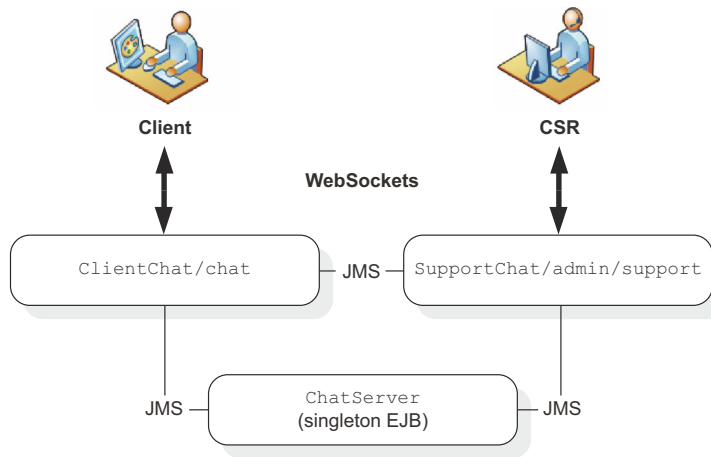 Client
CSR
WebSockets
ClientChat/chat
JMS
SupportChat/admin/support
ChatServer
(singleton EJB)
JMS
JMS